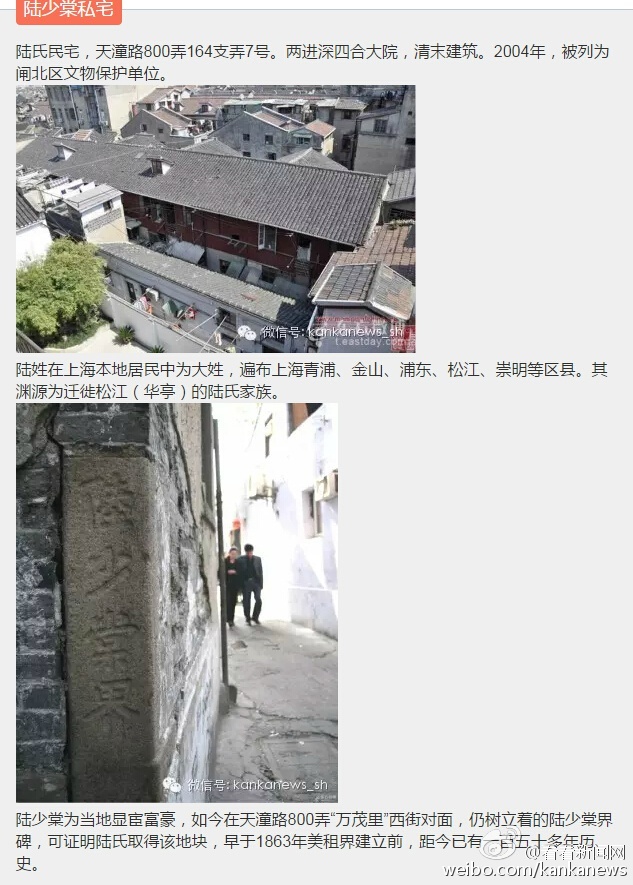 陆少棠私宅
陆氏民宅，天潼路800弄164支弄7号。两进深四合大院，清末建筑。2004年，被列为
闸北区文物保护单位。
微信号: kankanews_sh
t.eastday.com
陆姓在上海本地居民中为大姓，遍布上海青浦、金山、浦东、松江、崇明等区县。其
渊源为迁徙松江（华亭）的陆氏家族。
陸少棠界
微信号: kankanews_sh
陆少棠为当地显宦富豪，如今在天潼路800弄“万茂里”西街对面，仍树立着的陆少棠界
碑，可证明陆氏取得该地块，早于1863年美租界建立前，距今已有一百五十多年历
史。
@看看新闻网
weibo.com/kankanews